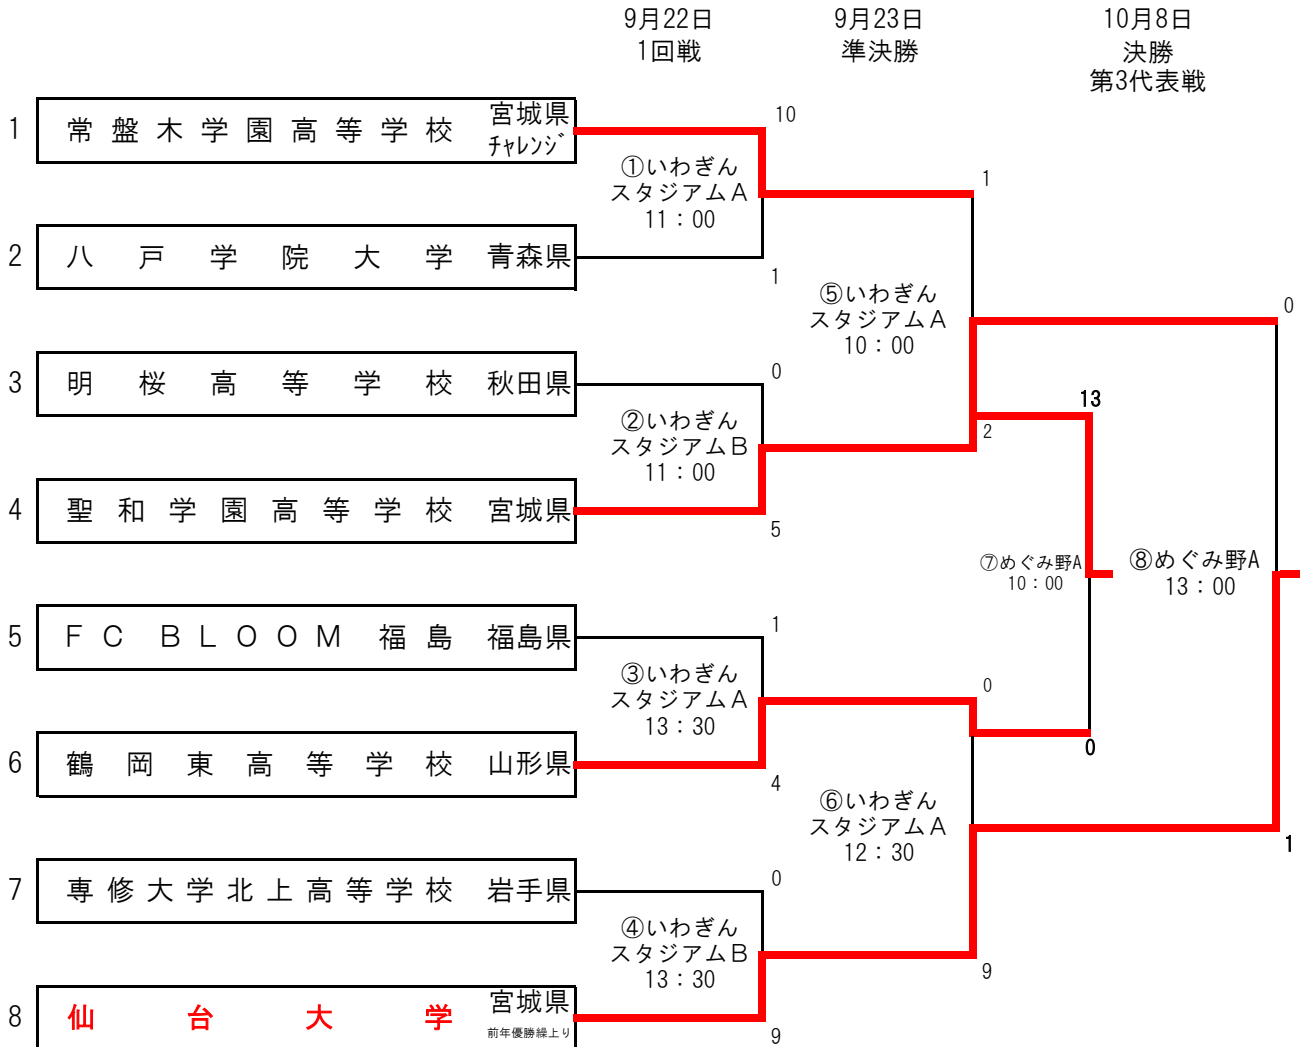 9月22日
1回戦
9月23日
準決勝
10月8日
決勝
第3代表戦
1 常盤木学園高等学校 宮城県
ﾁｬﾚﾝｼﾞ
10
①いわぎん
スタジアムA
11：00
2 八戸学院大学 青森県
1
1
⑤いわぎん
スタジアムA
10：00
0
3 明桜高等学校 秋田県
0
②いわぎん
スタジアムB
11：00
13
2
4 聖和学園高等学校 宮城県
5
⑦めぐみ野A
10：00
⑧めぐみ野A
13：00
5 FC BLOOM 福島 福島県
1
③いわぎん
スタジアムA
13：30
0
0
6 鶴岡東高等学校 山形県
4
⑥いわぎん
スタジアムA
12：30
1
7 専修大学北上高等学校 岩手県
0
④いわぎん
スタジアムB
13：30
9
8 仙台大学 宮城県
前年優勝繰上り
9